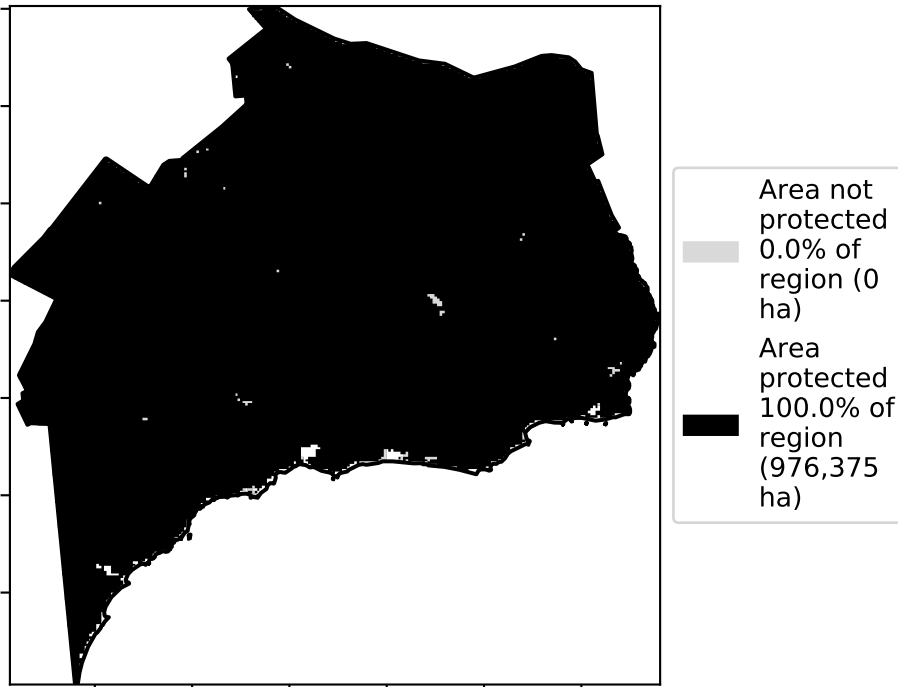 Area not
protected
0.0% of
region (0
ha)
Area
protected
100.0% of
region
(976,375
ha)